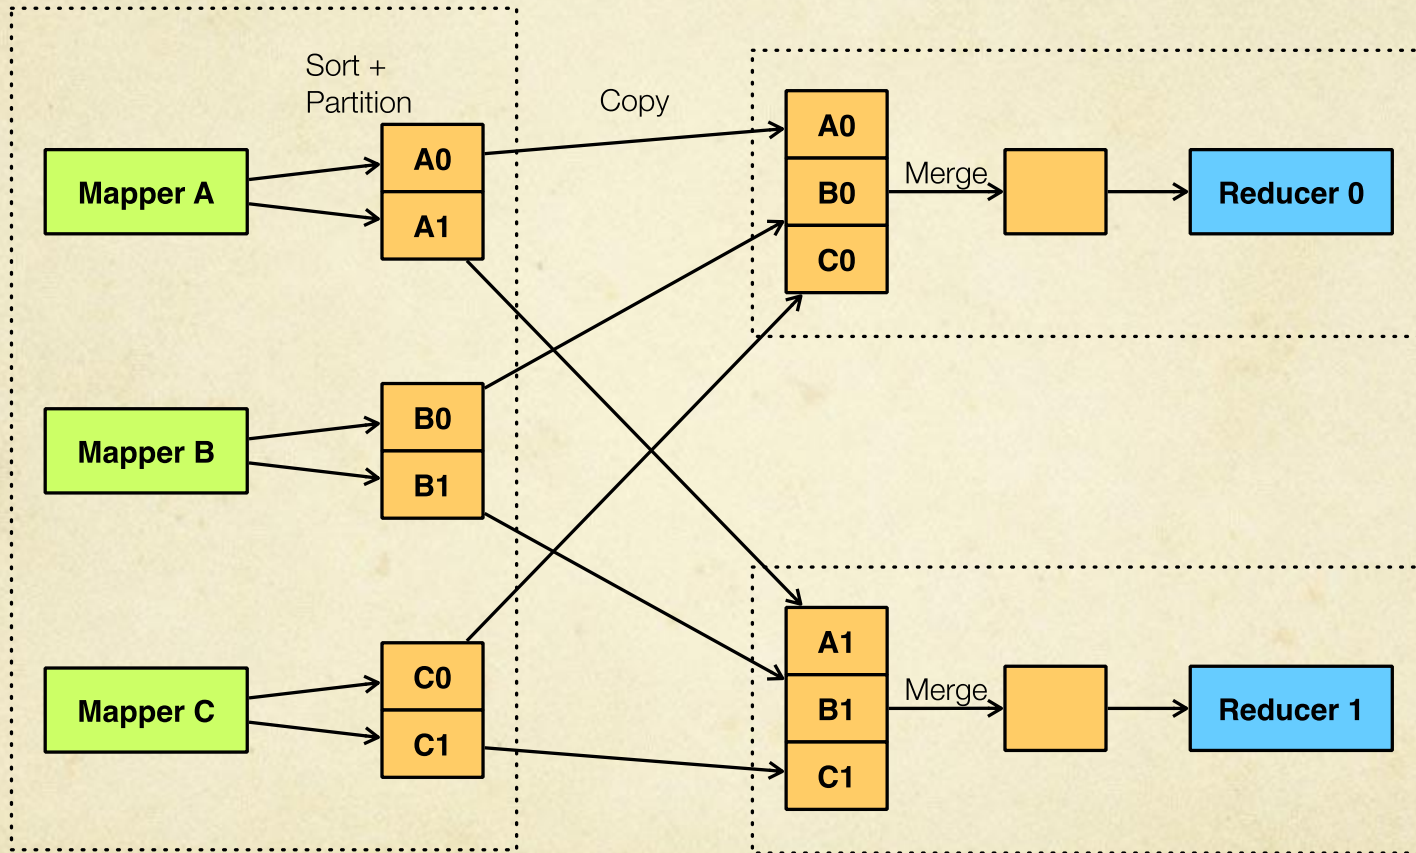 Sort +
Partition
Copy
Mapper A
A0
A1
Mapper B
B0
B1
Mapper C
C0
C1
A0
B0
C0
Merge
Reducer 0
A1
B1
C1
Merge
Reducer 1